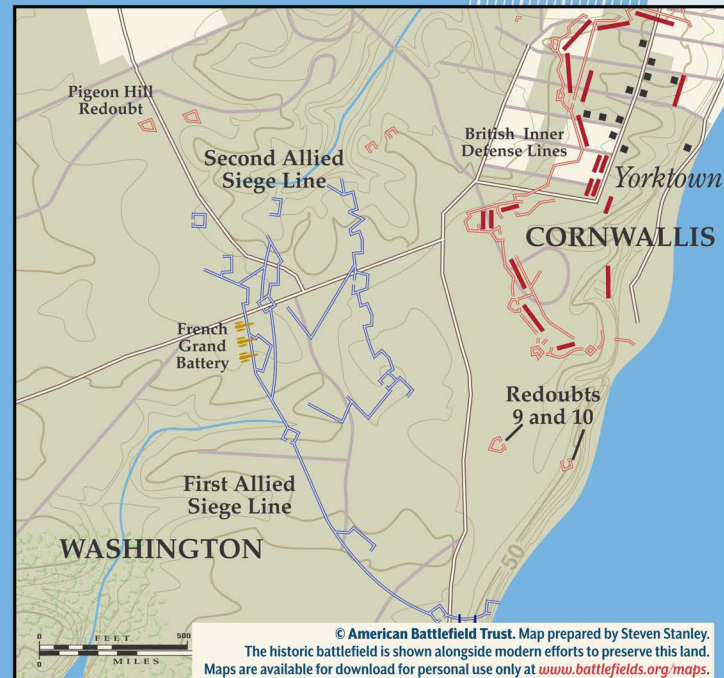 Pigeon Hill
Redoubt
Second Allied
Siege Line
British Inner
Defense Lines
Yorktown
CORNWALLIS
French
Grand
Battery
Redoubts
9 and 10
First Allied
Siege Line
WASHINGTON
50
0 FEET 500
0 MILES
© American Battlefield Trust. Map prepared by Steven Stanley.
The historic battlefield is shown alongside modern efforts to preserve this land.
Maps are available for download for personal use only at www.battlefields.org/maps.